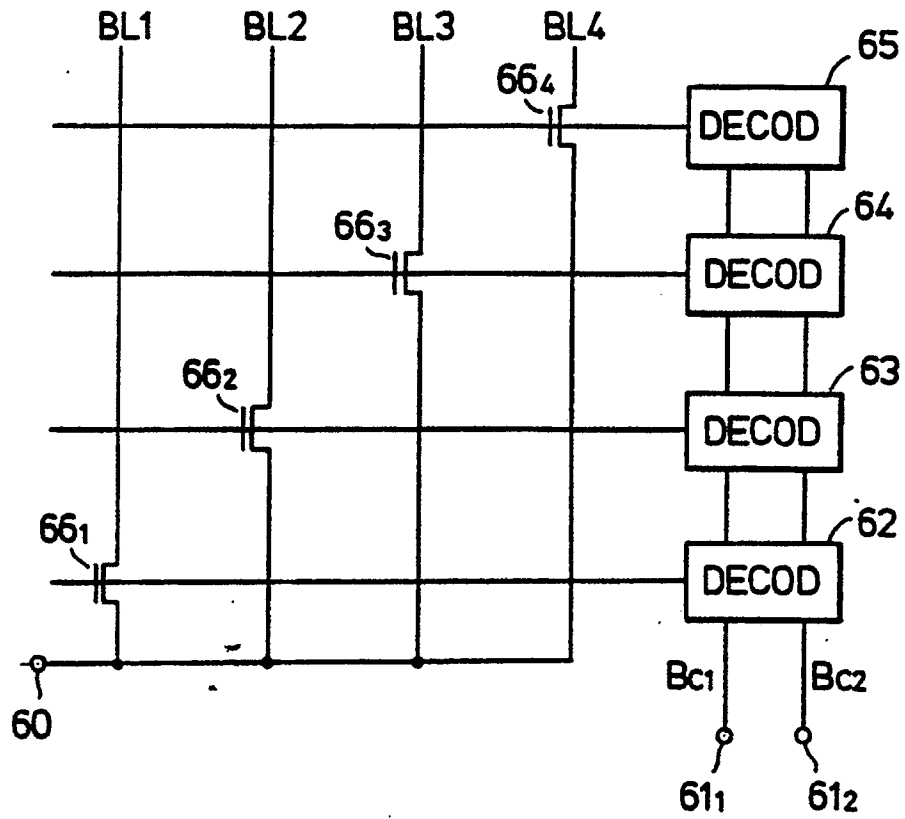 BL1 BL2 BL3 BL4
65
66₄
DECOD
64
66₃
DECOD
63
66₂
DECOD
62
66₁
DECOD
BC1 BC2
60
61₁ 61₂